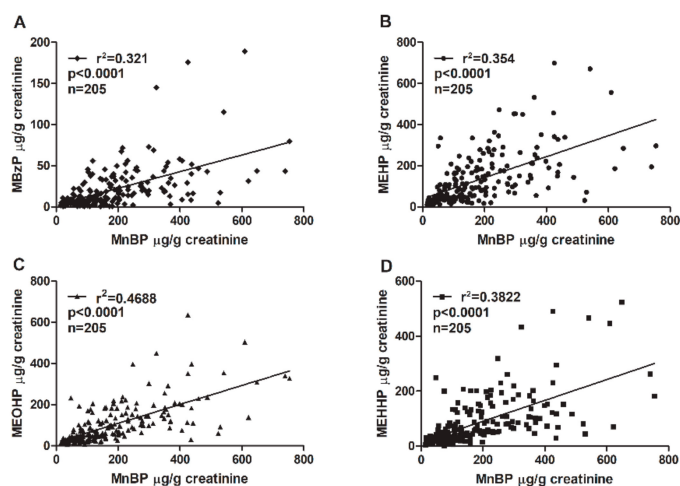 A
MBzP µg/g creatinine
200
150
100
50
0
r²=0.321
p<0.0001
n=205
0 200 400 600 800
MnBP µg/g creatinine
B
MEHP µg/g creatinine
800
600
400
200
0
r²=0.354
p<0.0001
n=205
0 200 400 600 800
MnBP µg/g creatinine
C
MEOHP µg/g creatinine
800
600
400
200
0
r²=0.4688
p<0.0001
n=205
0 200 400 600 800
MnBP µg/g creatinine
D
MEHHP µg/g creatinine
600
400
200
0
r²=0.3822
p<0.0001
n=205
0 200 400 600 800
MnBP µg/g creatinine